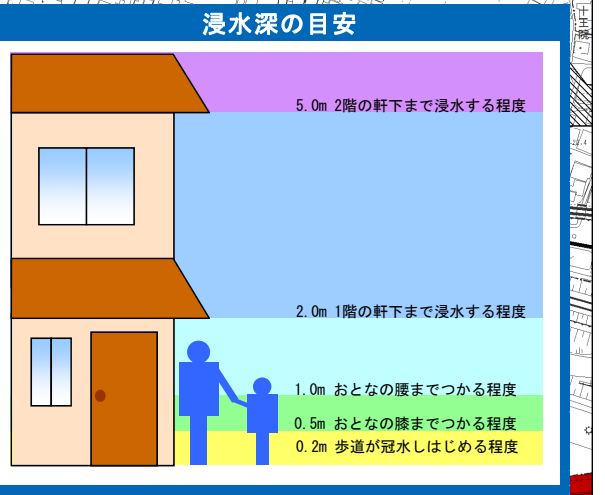 浸水深の目安
十王院
5.0m 2階の軒下まで浸水する程度
2.0m 1階の軒下まで浸水する程度
1.0m おとなの腰までつかる程度
0.5m おとなの膝までつかる程度
0.2m 歩道が冠水しはじめる程度